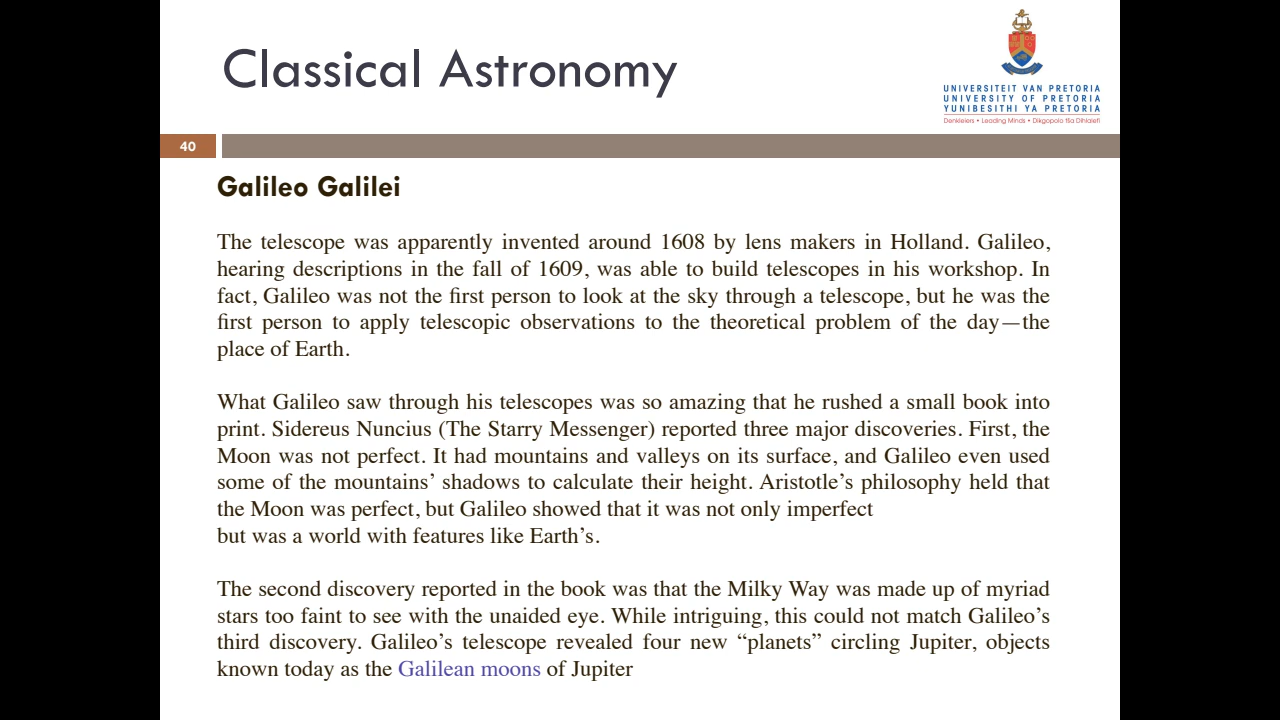 Classical Astronomy
UNIVERSITEIT VAN PRETORIA
UNIVERSITY OF PRETORIA
YUNIBESITHI YA PRETORIA
Denkleiers • Leading Minds • Dikgopolo tša Dihlalefi
40
Galileo Galilei
The telescope was apparently invented around 1608 by lens makers in Holland. Galileo,
hearing descriptions in the fall of 1609, was able to build telescopes in his workshop. In
fact, Galileo was not the first person to look at the sky through a telescope, but he was the
first person to apply telescopic observations to the theoretical problem of the day—the
place of Earth.
What Galileo saw through his telescopes was so amazing that he rushed a small book into
print. Sidereus Nuncius (The Starry Messenger) reported three major discoveries. First, the
Moon was not perfect. It had mountains and valleys on its surface, and Galileo even used
some of the mountains’ shadows to calculate their height. Aristotle’s philosophy held that
the Moon was perfect, but Galileo showed that it was not only imperfect
but was a world with features like Earth’s.
The second discovery reported in the book was that the Milky Way was made up of myriad
stars too faint to see with the unaided eye. While intriguing, this could not match Galileo’s
third discovery. Galileo’s telescope revealed four new “planets” circling Jupiter, objects
known today as the Galilean moons of Jupiter